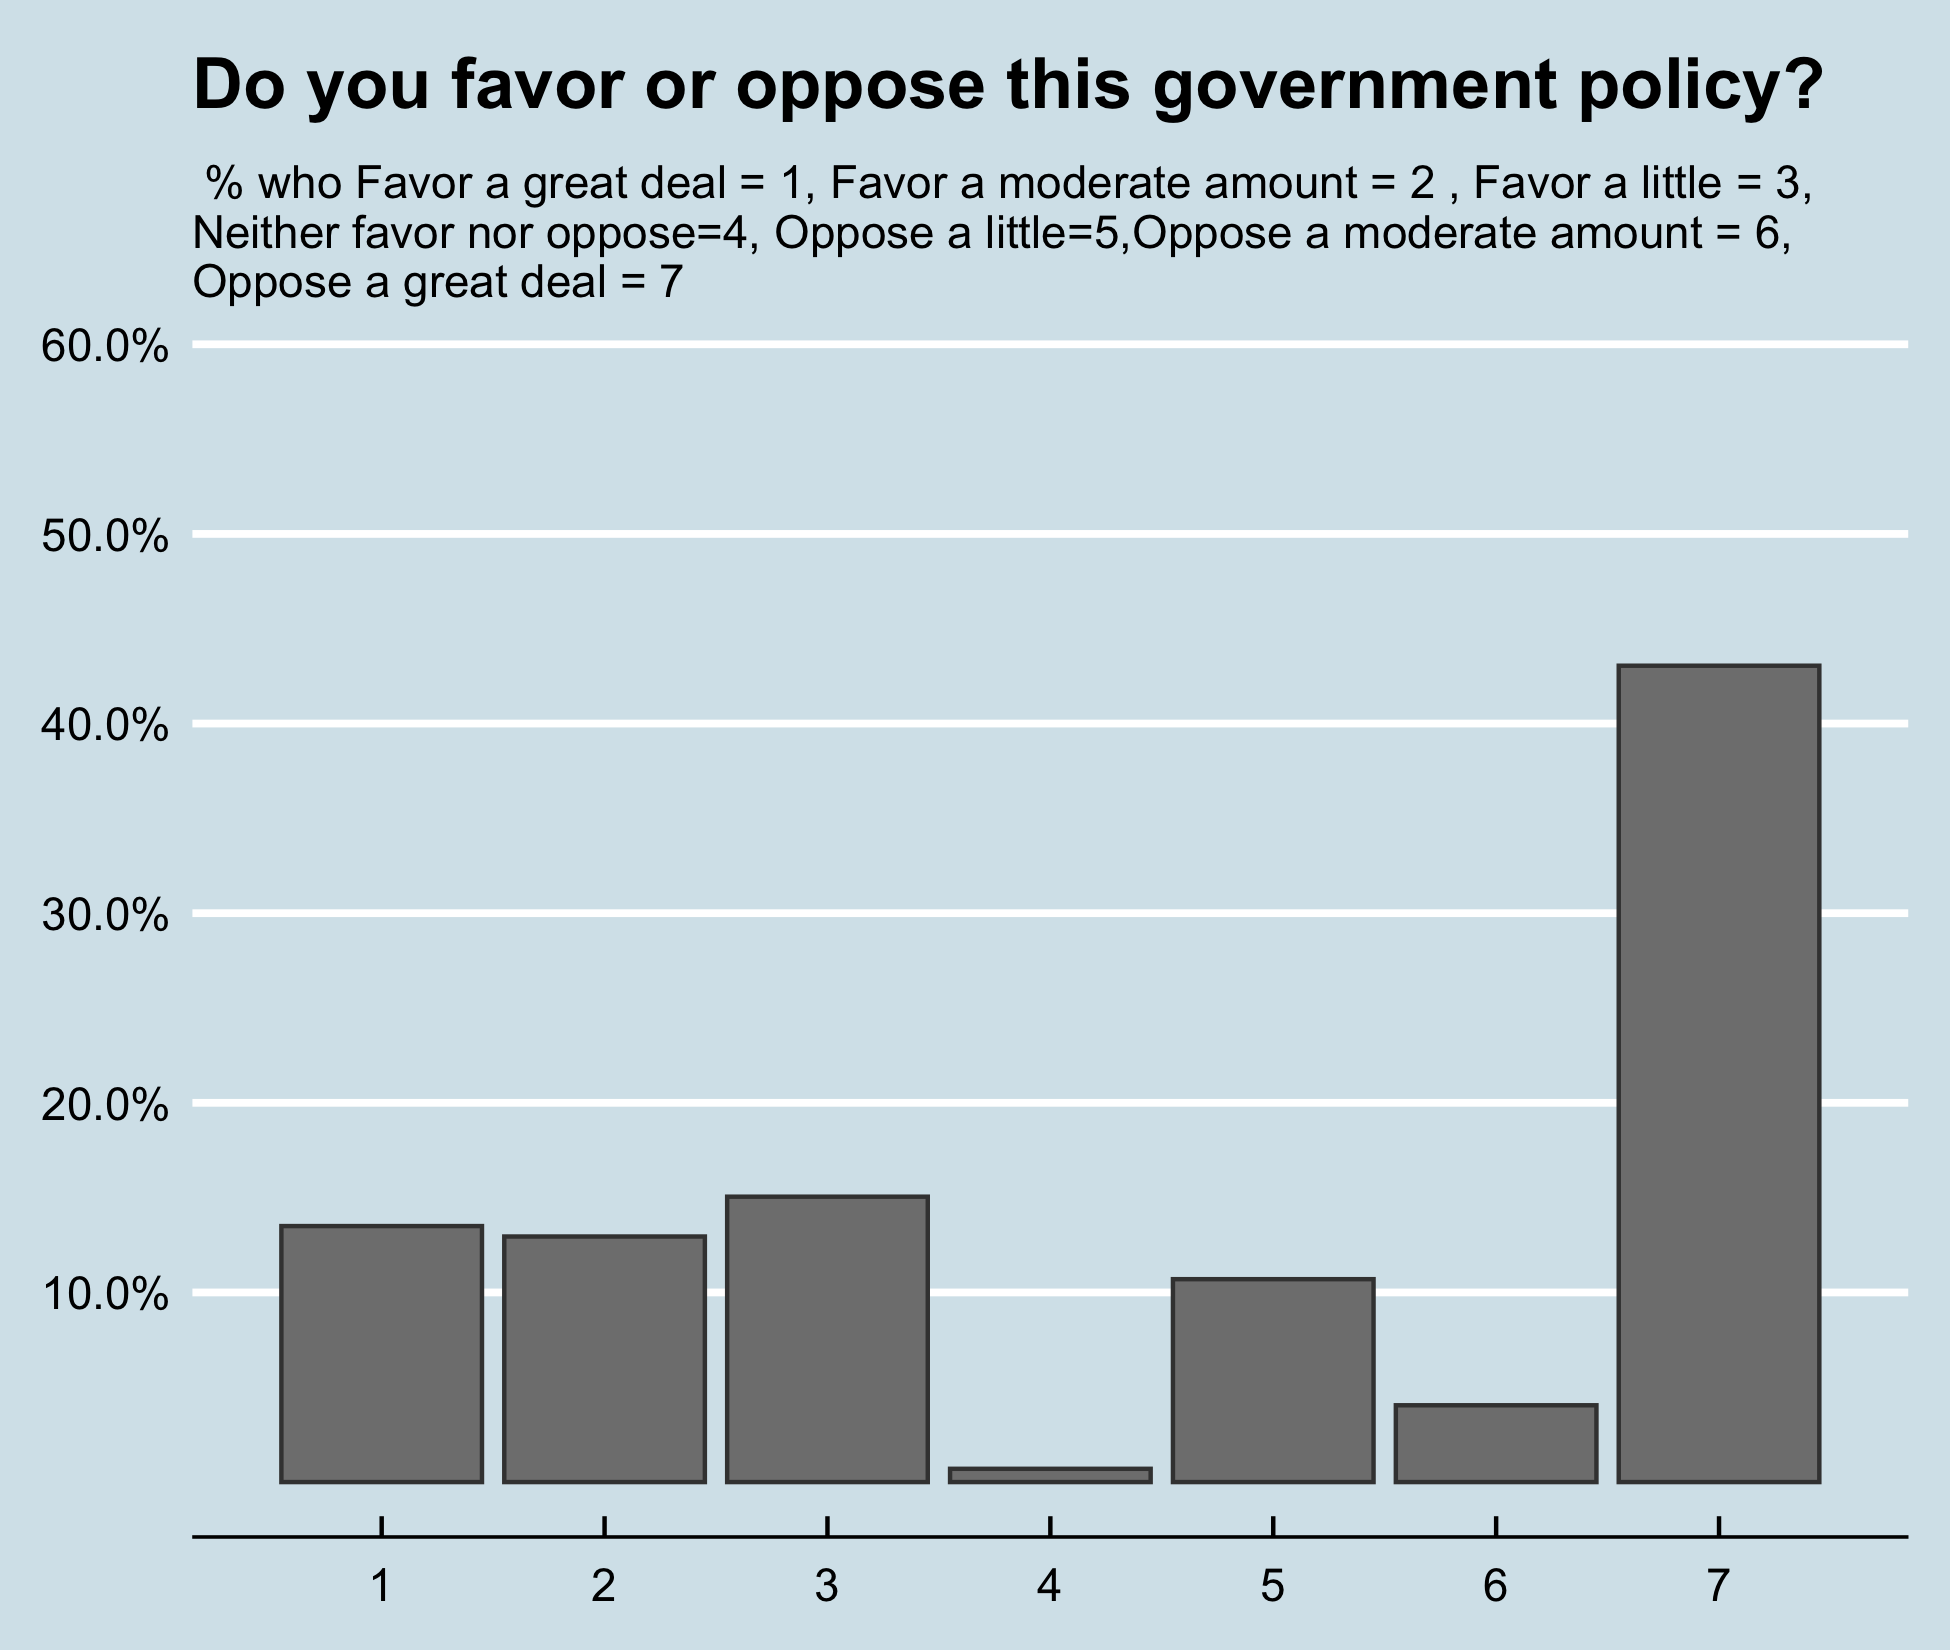 Do you favor or oppose this government policy?
% who Favor a great deal = 1, Favor a moderate amount = 2 , Favor a little = 3,
Neither favor nor oppose=4, Oppose a little=5,Oppose a moderate amount = 6,
Oppose a great deal = 7
60.0%
50.0%
40.0%
30.0%
20.0%
10.0%
1 2 3 4 5 6 7